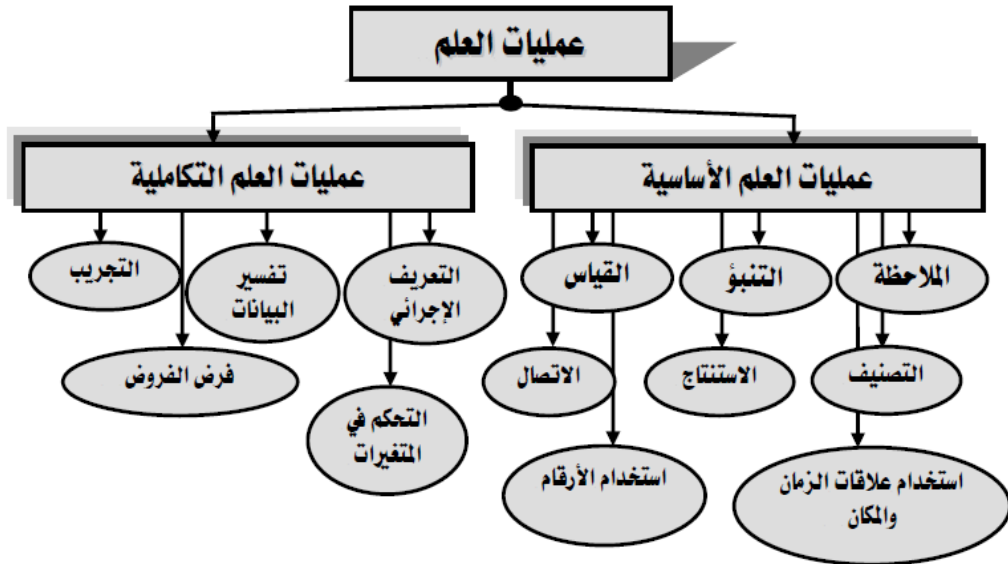 عمليات العلم
عمليات العلم الأساسية
عمليات العلم التكاملية
الملاحظة
التنبؤ
القياس
التعريف
الإجرائي
تفسير
البيانات
التجريب
التصنيف
الاستنتاج
الاتصال
فرض الفروض
التحكم في
المتغيرات
استخدام علاقات الزمان
والمكان
استخدام الأرقام